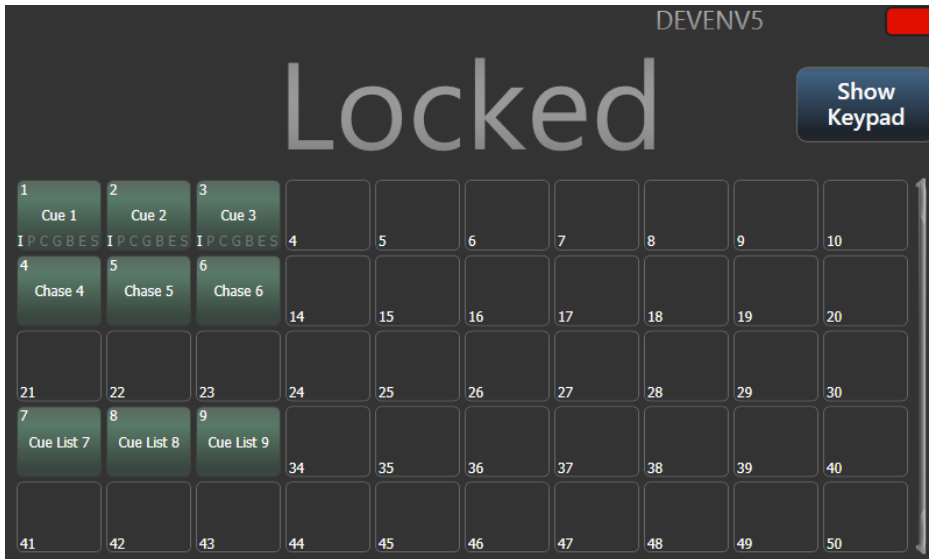 DEVENV5
Locked
Show
Keypad
1 2 3
Cue 1 Cue 2 Cue 3
I P C G B E S I P C G B E S I P C G B E S 4 5 6 7 8 9 10
4 5 6
Chase 4 Chase 5 Chase 6
14 15 16 17 18 19 20
21 22 23 24 25 26 27 28 29 30
7 8 9
Cue List 7 Cue List 8 Cue List 9
34 35 36 37 38 39 40
41 42 43 44 45 46 47 48 49 50